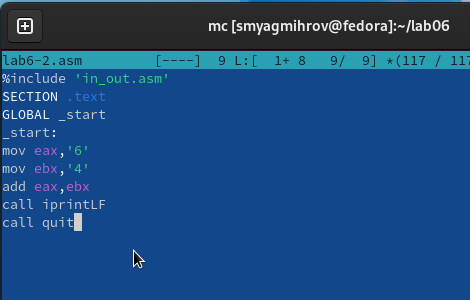 mc [smyagmihrov@fedora]:~/lab06
lab6-2.asm [----] 9 L:[ 1+ 8 9/ 9] *(117 / 117
%include 'in_out.asm'
SECTION .text
GLOBAL _start
_start:
mov eax,'6'
mov ebx,'4'
add eax,ebx
call iprintLF
call quit